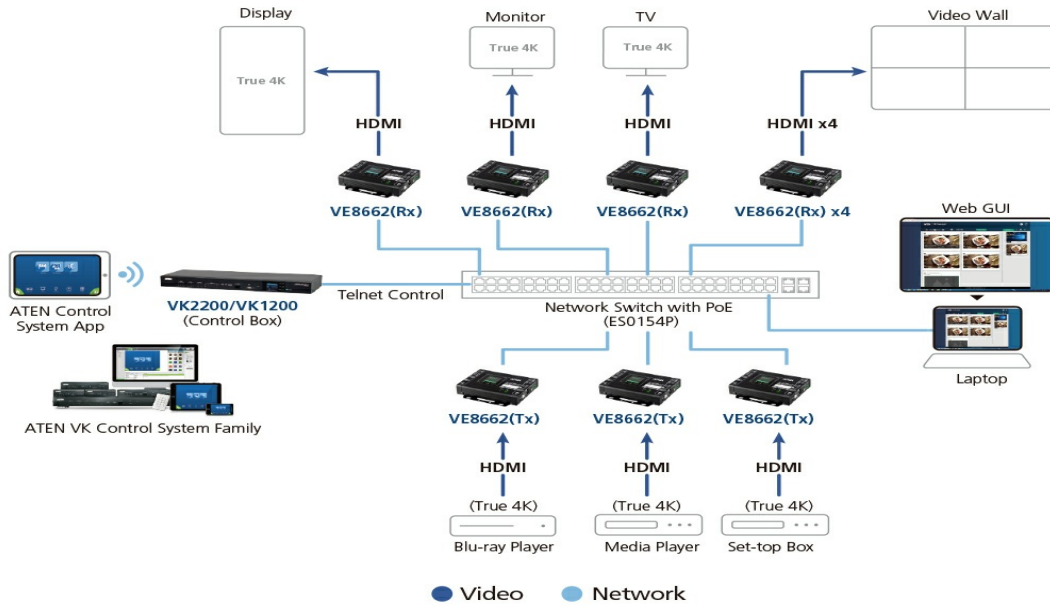 Display
Monitor
TV
Video Wall
True 4K
True 4K
True 4K
HDMI
HDMI
HDMI
HDMI x4
VE8662(Rx)
VE8662(Rx)
VE8662(Rx)
VE8662(Rx) x4
Web GUI
ATEN Control
System App
VK2200/VK1200
(Control Box)
Telnet Control
Network Switch with PoE
(ES0154P)
Laptop
ATEN VK Control System Family
VE8662(Tx)
VE8662(Tx)
VE8662(Tx)
HDMI
HDMI
HDMI
(True 4K)
(True 4K)
(True 4K)
Blu-ray Player
Media Player
Set-top Box
Video
Network